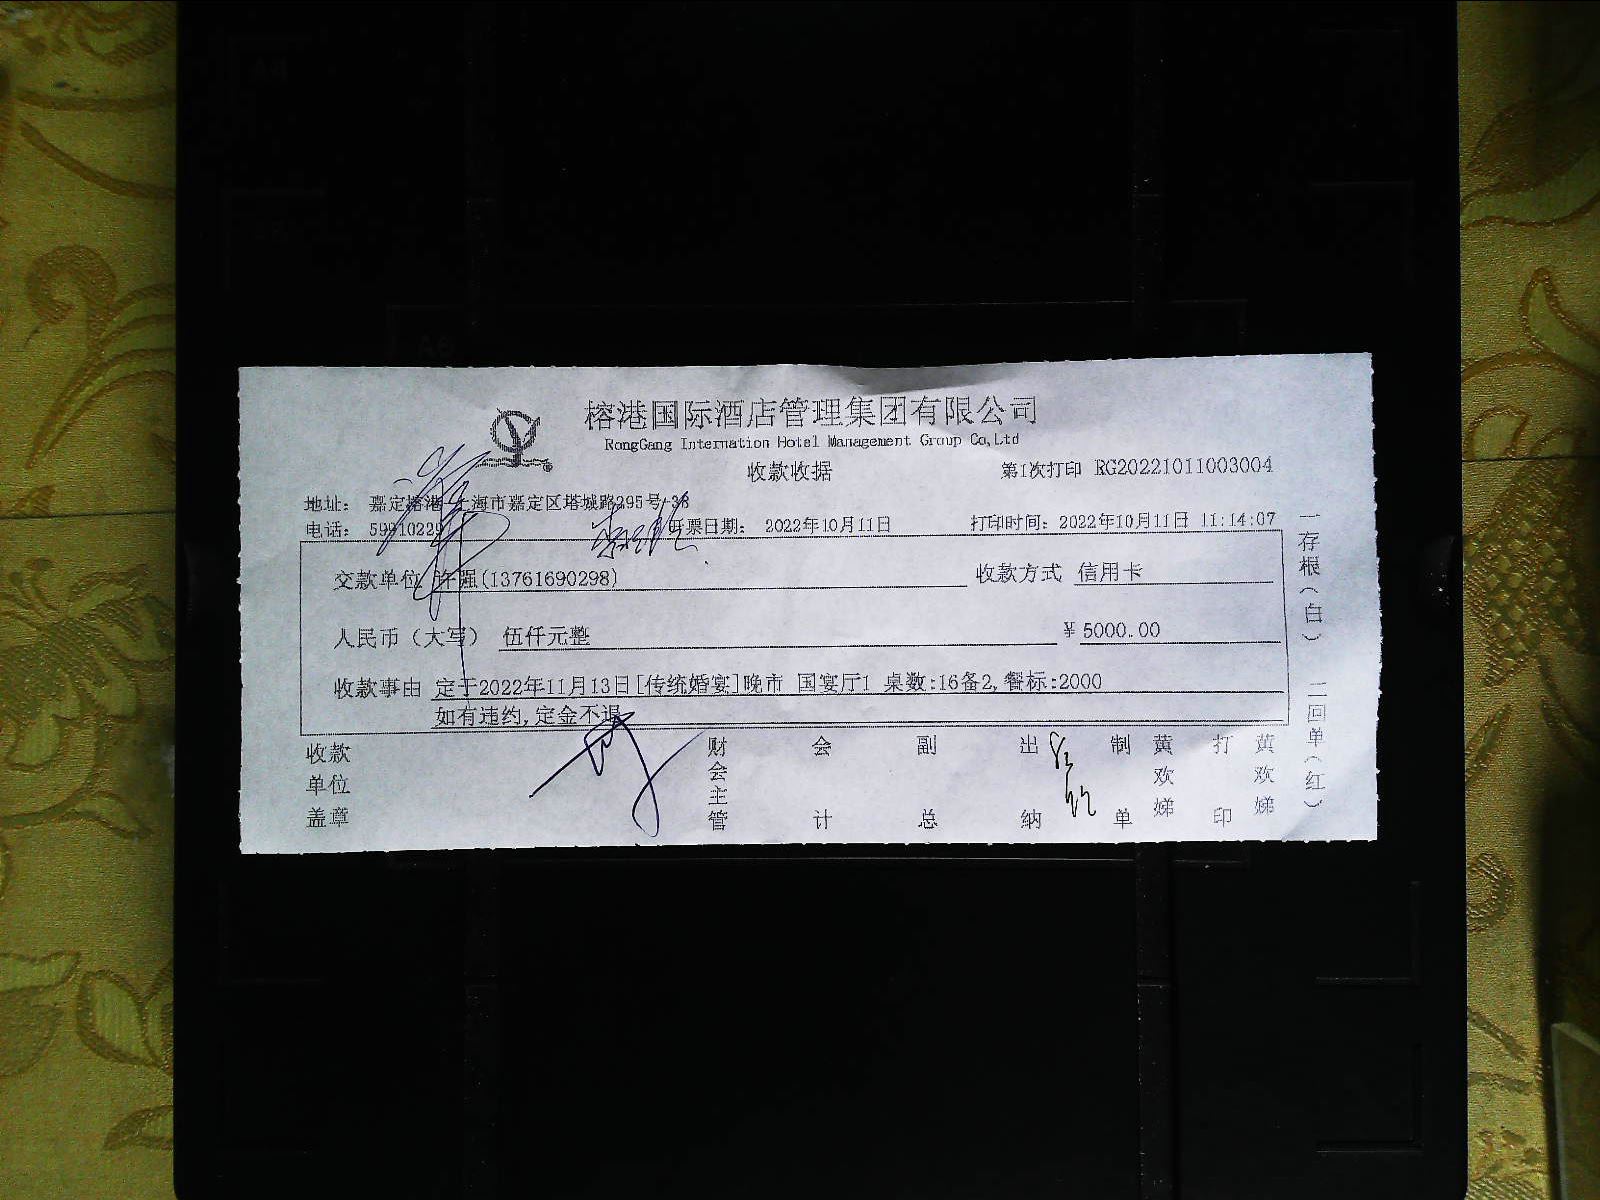 榕港国际酒店管理集团有限公司
RongGang Internation Hotel Management Group Co,Ltd
收款收据
第1次打印 RG20221011003004
地址： 嘉定榕港-上海市嘉定区塔城路295号-38
电话： 59910229
开票日期： 2022年10月11日
打印时间：2022年10月11日 11:14:07
交款单位 许强(13761690298)
收款方式 信用卡
人民币（大写） 伍仟元整
￥5000.00
收款事由 定于2022年11月13日[传统婚宴]晚市 国宴厅1 桌数:16备2,餐标:2000
如有违约,定金不退
收款单位盖章
财会主管
会计
副总
出纳
制单
黄欢娣
打印
黄欢娣
一存根（白） 二回单（红）